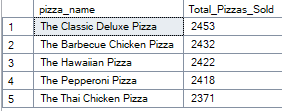 pizza_name Total_Pizzas_Sold
1 The Classic Deluxe Pizza 2453
2 The Barbecue Chicken Pizza 2432
3 The Hawaiian Pizza 2422
4 The Pepperoni Pizza 2418
5 The Thai Chicken Pizza 2371